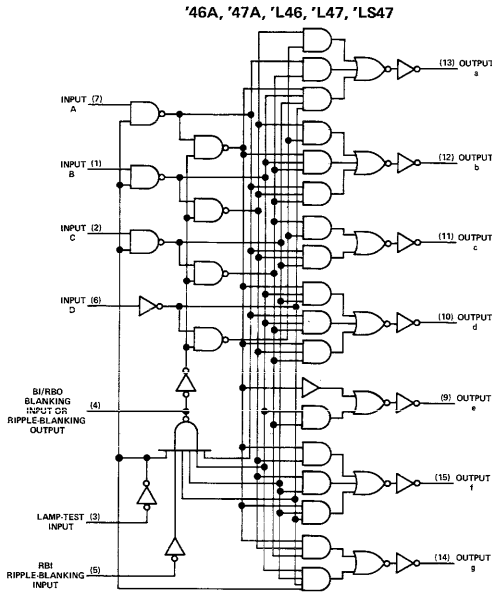 '46A, '47A, 'L46, 'L47, 'LS47
(13) OUTPUT
a
INPUT (7)
A
(12) OUTPUT
b
INPUT (1)
B
INPUT (2)
C
(11) OUTPUT
c
INPUT (6)
D
(10) OUTPUT
d
BI/RBO
BLANKING
INPUT OR (4)
RIPPLE-BLANKING
OUTPUT
(9) OUTPUT
e
(15) OUTPUT
f
LAMP-TEST (3)
INPUT
(14) OUTPUT
g
RBI
RIPPLE-BLANKING (5)
INPUT